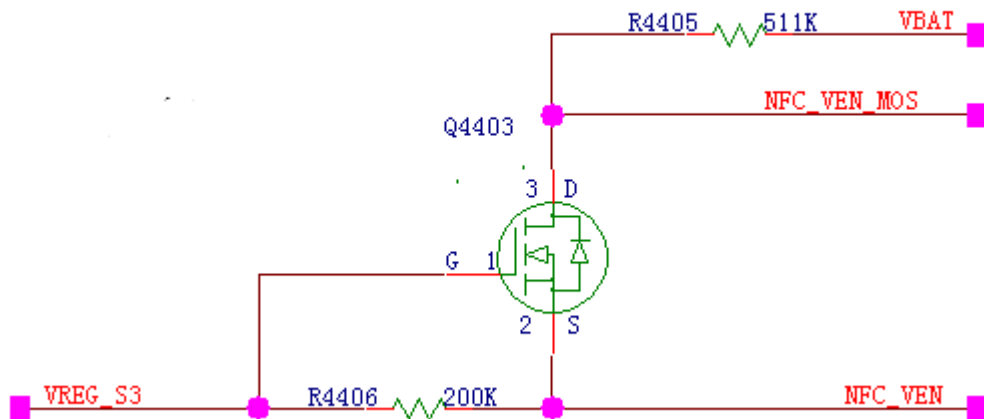 R4405 511K VBAT
NFC_VEN_MOS
Q4403
3 D
G 1
2 S
VREG_S3 R4406 200K NFC_VEN